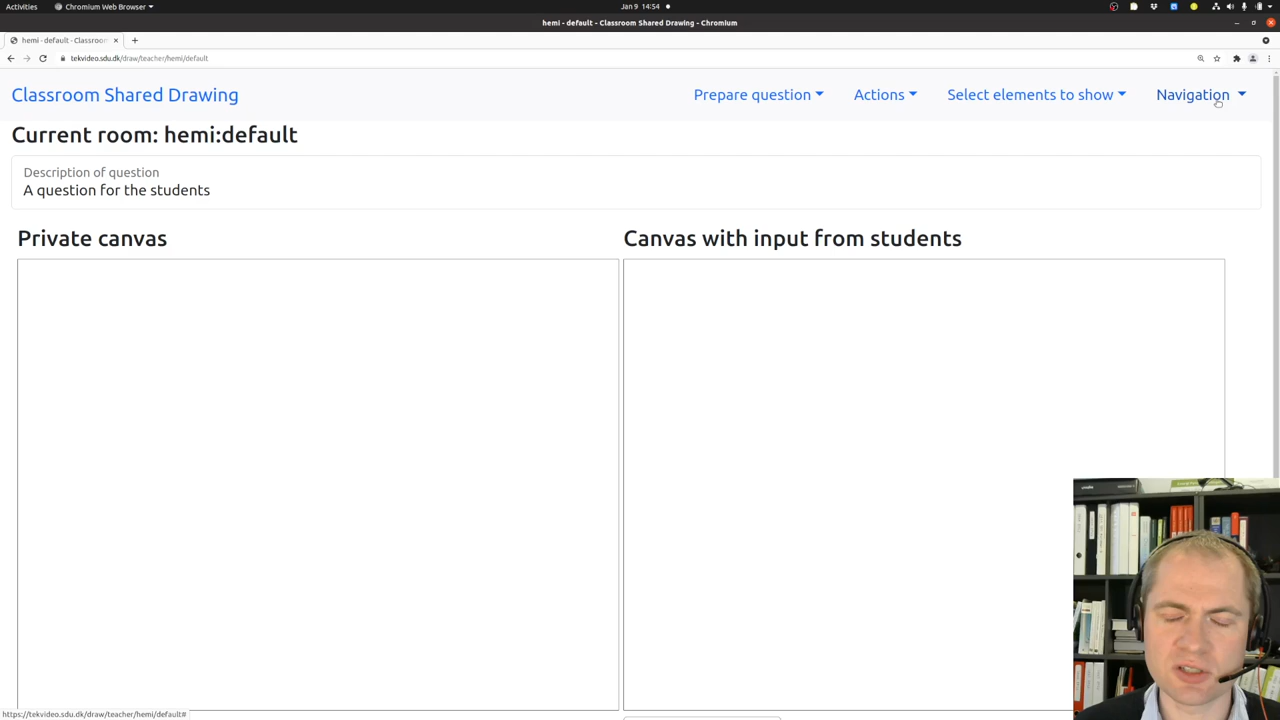 Activities
Chromium Web Browser
Jan 9 14:54
hemi - default - Classroom Shared Drawing - Chromium
hemi - default - Classroom
tekvideo.sdu.dk/draw/teacher/hemi/default
Classroom Shared Drawing
Prepare question
Actions
Select elements to show
Navigation
Current room: hemi:default
Description of question
A question for the students
Private canvas
Canvas with input from students
https://tekvideo.sdu.dk/draw/teacher/hemi/default#